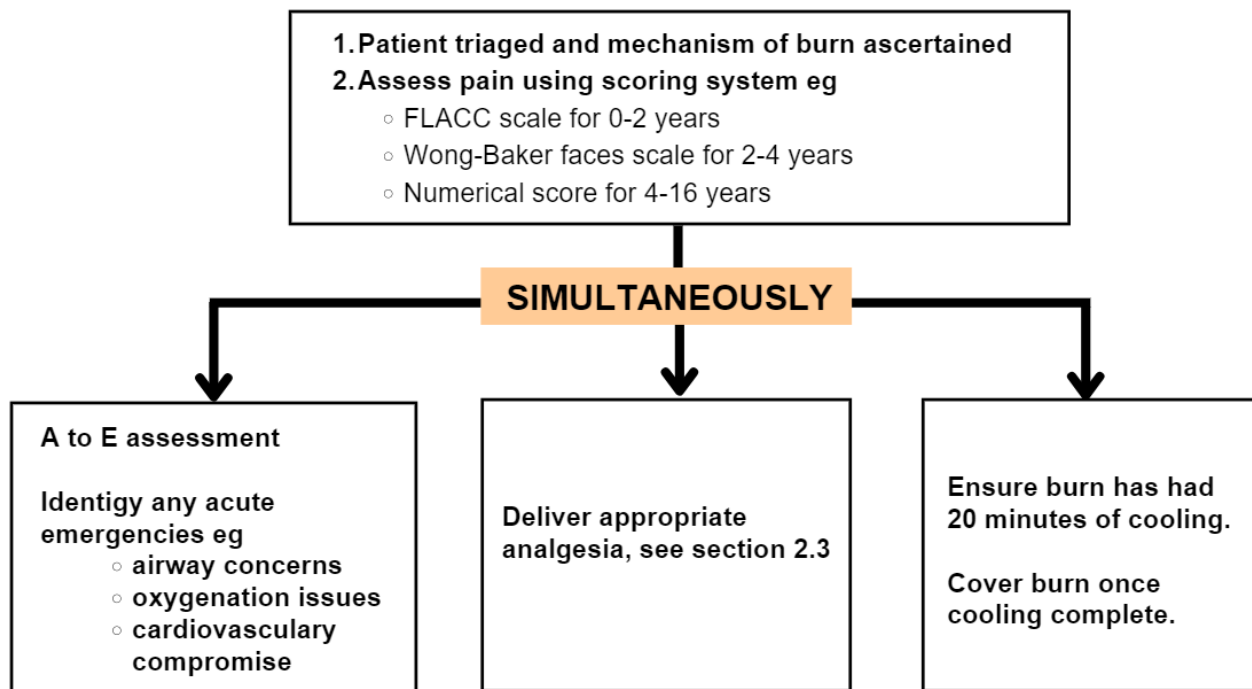 1. Patient triaged and mechanism of burn ascertained
2. Assess pain using scoring system eg
○ FLACC scale for 0-2 years
○ Wong-Baker faces scale for 2-4 years
○ Numerical score for 4-16 years
SIMULTANEOUSLY
A to E assessment
Identigy any acute
emergencies eg
○ airway concerns
○ oxygenation issues
○ cardiovasculary
compromise
Deliver appropriate
analgesia, see section 2.3
Ensure burn has had
20 minutes of cooling.
Cover burn once
cooling complete.